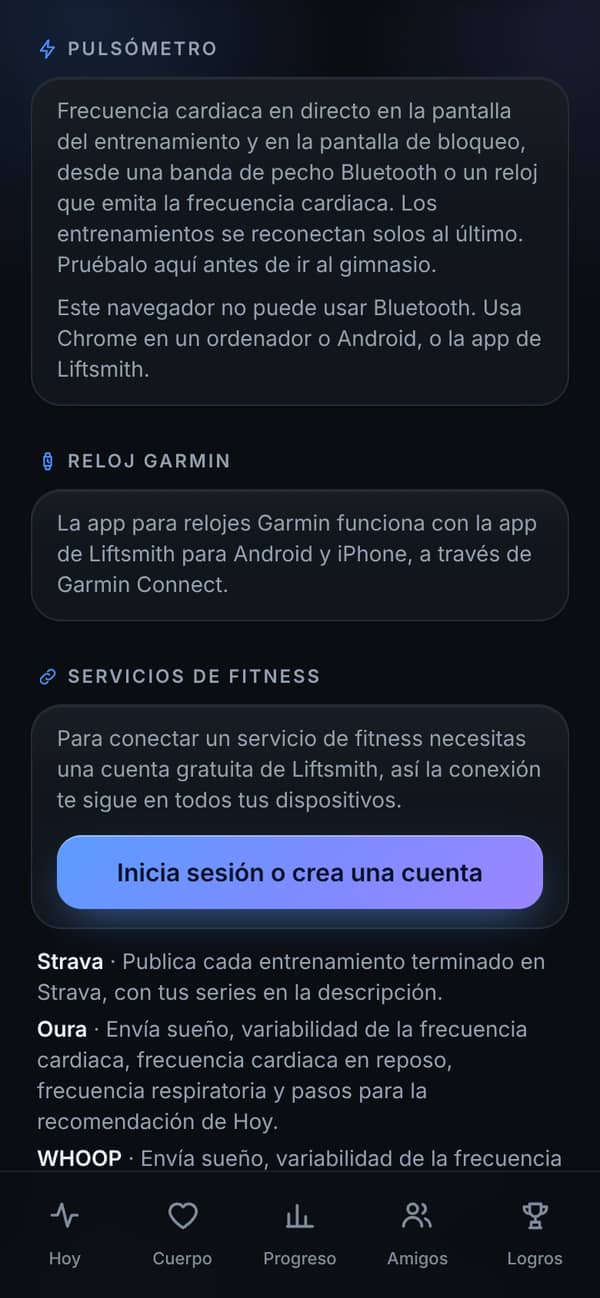 PULSÓMETRO
Frecuencia cardiaca en directo en la pantalla
del entrenamiento y en la pantalla de bloqueo,
desde una banda de pecho Bluetooth o un reloj
que emita la frecuencia cardiaca. Los
entrenamientos se reconectan solos al último.
Pruébalo aquí antes de ir al gimnasio.
Este navegador no puede usar Bluetooth. Usa
Chrome en un ordenador o Android, o la app de
Liftsmith.
RELOJ GARMIN
La app para relojes Garmin funciona con la app
de Liftsmith para Android y iPhone, a través de
Garmin Connect.
SERVICIOS DE FITNESS
Para conectar un servicio de fitness necesitas
una cuenta gratuita de Liftsmith, así la conexión
te sigue en todos tus dispositivos.
Inicia sesión o crea una cuenta
Strava · Publica cada entrenamiento terminado en
Strava, con tus series en la descripción.
Oura · Envía sueño, variabilidad de la frecuencia
cardiaca, frecuencia cardiaca en reposo,
frecuencia respiratoria y pasos para la
recomendación de Hoy.
WHOOP · Envía sueño, variabilidad de la frecuencia
Hoy Cuerpo Progreso Amigos Logros